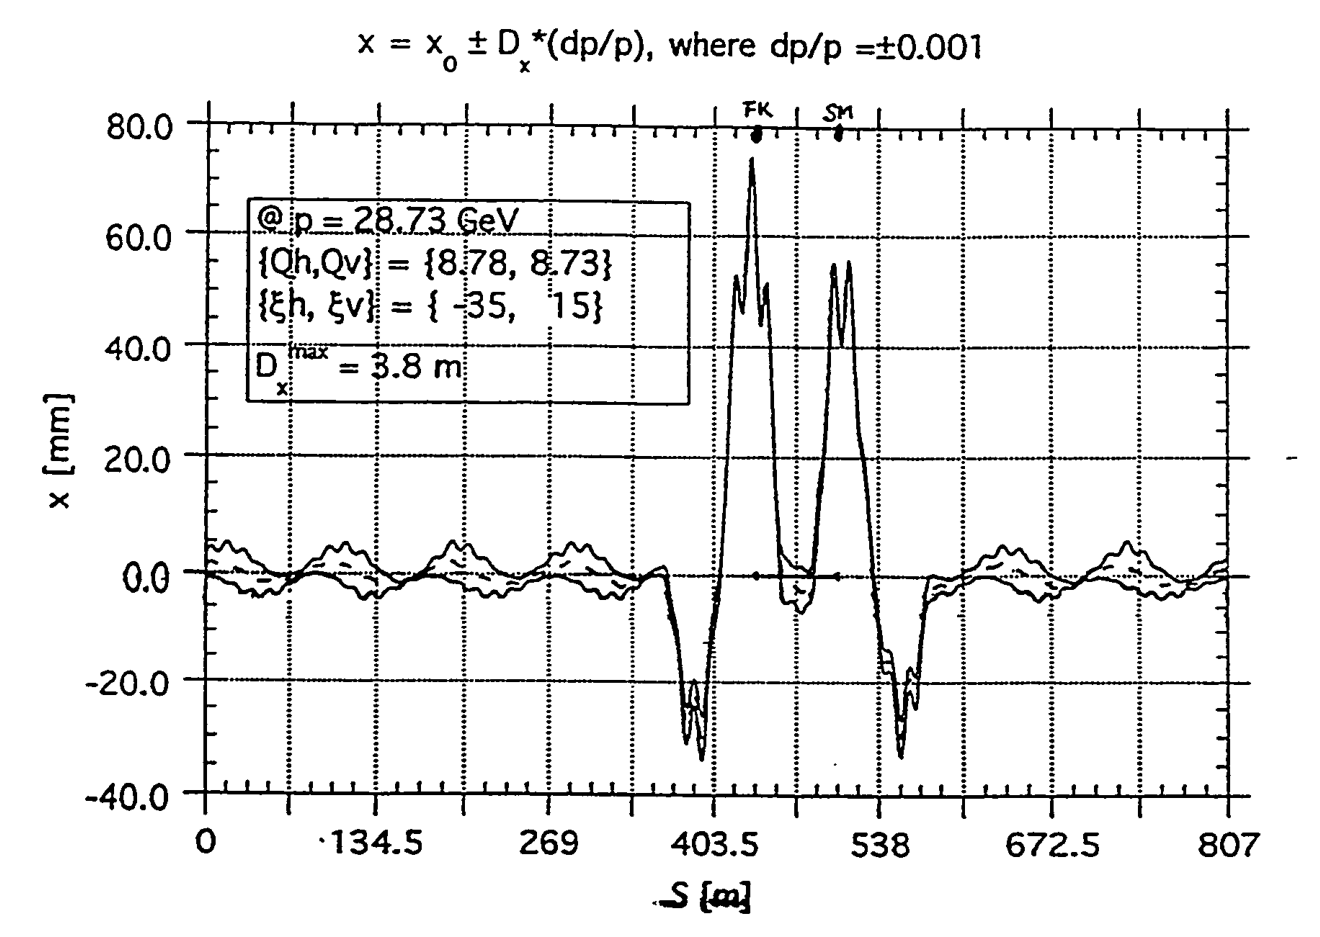 x = x₀ ± Dₓ*(dp/p), where dp/p =±0.001
FK SM
80.0
60.0
40.0
20.0
0.0
-20.0
-40.0
@ p = 28.73 GeV
{Qh,Qv} = {8.78, 8.73}
{ξh, ξv} = { -35, 15}
Dₓᵐᵃˣ = 3.8 m
x [mm]
0 134.5 269 403.5 538 672.5 807
S [m]